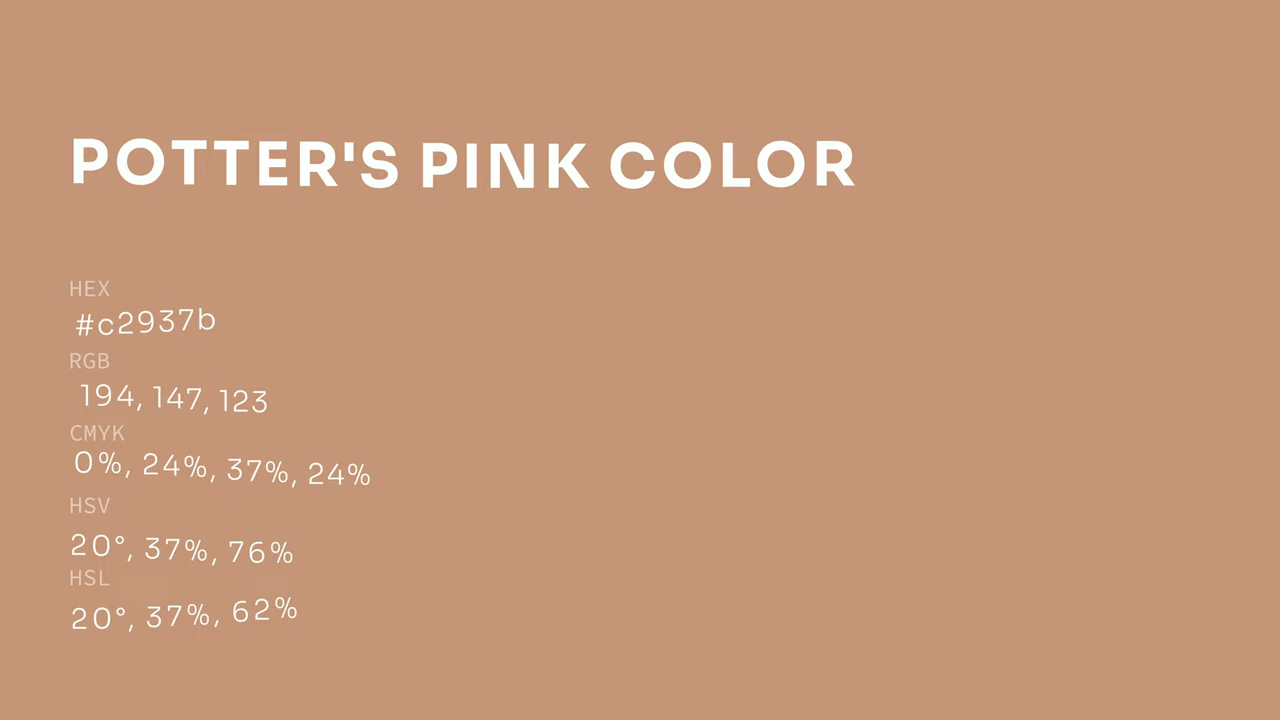 POTTER'S PINK COLOR
HEX
#c2937b
RGB
194, 147, 123
CMYK
0%, 24%, 37%, 24%
HSV
20°, 37%, 76%
HSL
20°, 37%, 62%